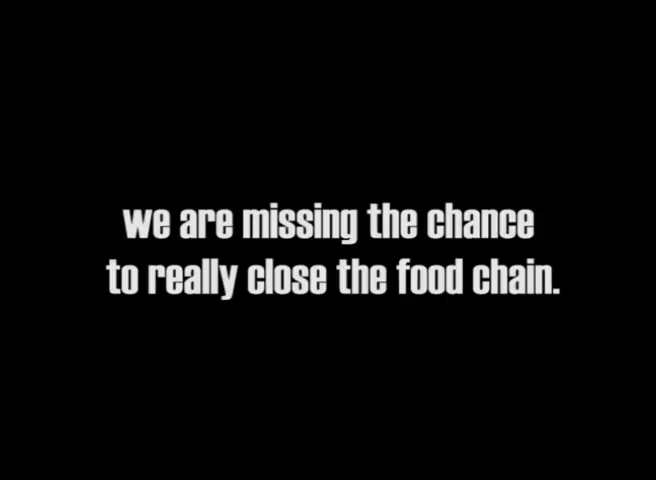 we are missing the chance
to really close the food chain.